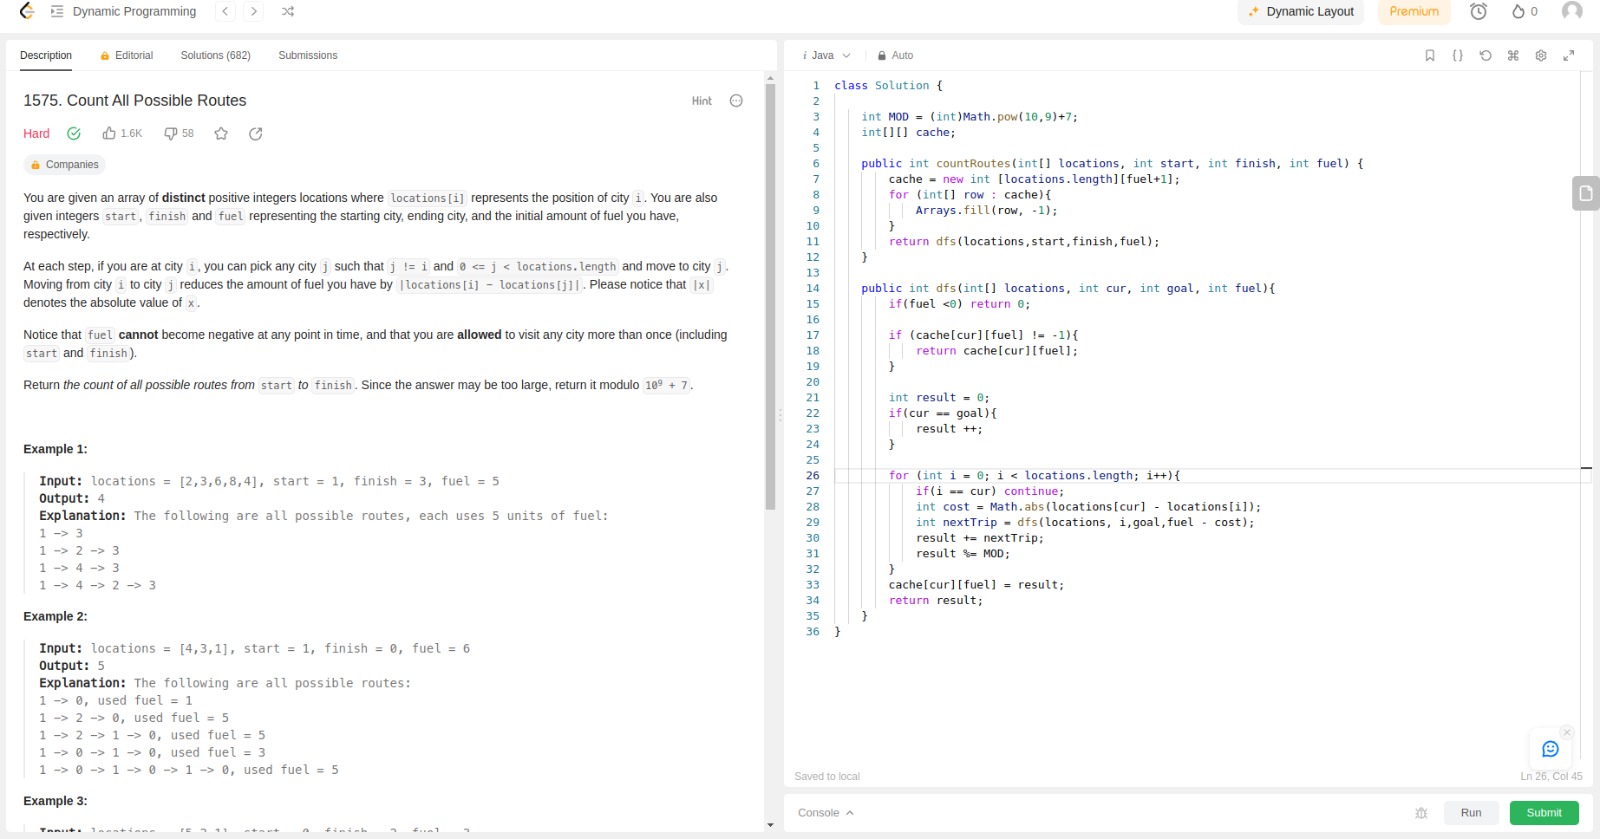 Dynamic Programming
Dynamic Layout
Premium
0
Description
Editorial
Solutions (682)
Submissions
1575. Count All Possible Routes
Hint
Hard
1.6K
58
Companies
You are given an array of distinct positive integers locations where locations[i] represents the position of city i. You are also
given integers start, finish and fuel representing the starting city, ending city, and the initial amount of fuel you have,
respectively.
At each step, if you are at city i, you can pick any city j such that j != i and 0 <= j < locations.length and move to city j.
Moving from city i to city j reduces the amount of fuel you have by |locations[i] − locations[j]|. Please notice that |x|
denotes the absolute value of x.
Notice that fuel cannot become negative at any point in time, and that you are allowed to visit any city more than once (including
start and finish).
Return the count of all possible routes from start to finish. Since the answer may be too large, return it modulo 10⁹ + 7.
Example 1:
Input: locations = [2,3,6,8,4], start = 1, finish = 3, fuel = 5
Output: 4
Explanation: The following are all possible routes, each uses 5 units of fuel:
1 −> 3
1 −> 2 −> 3
1 −> 4 −> 3
1 −> 4 −> 2 −> 3
Example 2:
Input: locations = [4,3,1], start = 1, finish = 0, fuel = 6
Output: 5
Explanation: The following are all possible routes:
1 −> 0, used fuel = 1
1 −> 2 −> 0, used fuel = 5
1 −> 2 −> 1 −> 0, used fuel = 5
1 −> 0 −> 1 −> 0, used fuel = 3
1 −> 0 −> 1 −> 0 −> 1 −> 0, used fuel = 5
Example 3:
i Java
Auto
{}
1 class Solution {
2
3 int MOD = (int)Math.pow(10,9)+7;
4 int[][] cache;
5
6 public int countRoutes(int[] locations, int start, int finish, int fuel) {
7 cache = new int [locations.length][fuel+1];
8 for (int[] row : cache){
9 Arrays.fill(row, -1);
10 }
11 return dfs(locations,start,finish,fuel);
12 }
13
14 public int dfs(int[] locations, int cur, int goal, int fuel){
15 if(fuel <0) return 0;
16
17 if (cache[cur][fuel] != -1){
18 return cache[cur][fuel];
19 }
20
21 int result = 0;
22 if(cur == goal){
23 result ++;
24 }
25
26 for (int i = 0; i < locations.length; i++){
27 if(i == cur) continue;
28 int cost = Math.abs(locations[cur] - locations[i]);
29 int nextTrip = dfs(locations, i,goal,fuel - cost);
30 result += nextTrip;
31 result %= MOD;
32 }
33 cache[cur][fuel] = result;
34 return result;
35 }
36 }
Saved to local
Ln 26, Col 45
Console
Run
Submit